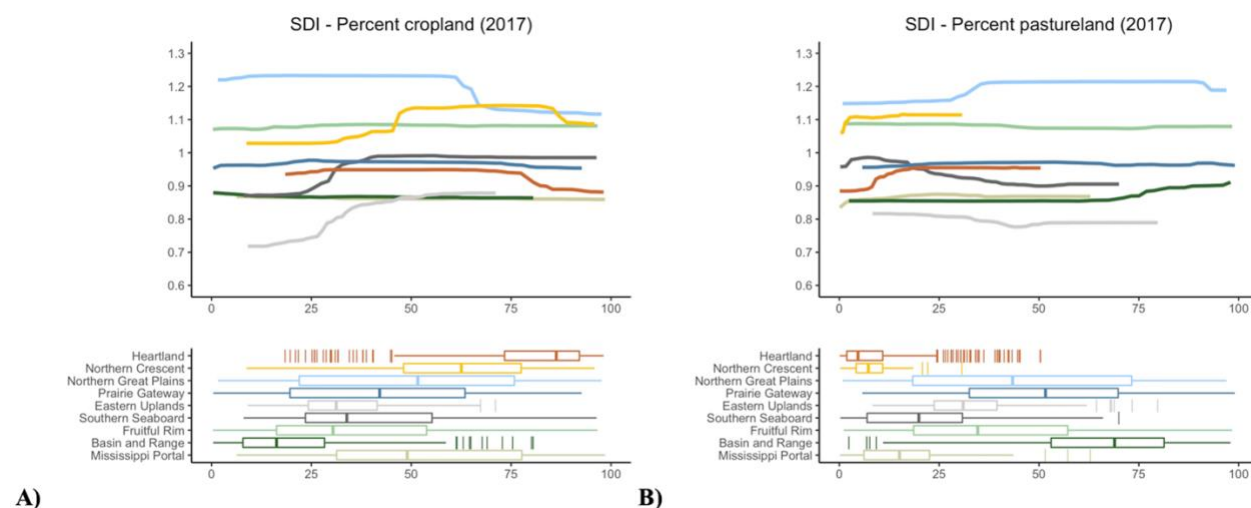 SDI - Percent cropland (2017)
1.3
1.2
1.1
1
0.9
0.8
0.7
0.6
0
25
50
75
100
Heartland
Northern Crescent
Northern Great Plains
Prairie Gateway
Eastern Uplands
Southern Seaboard
Fruitful Rim
Basin and Range
Mississippi Portal
0
25
50
75
100
A)
SDI - Percent pastureland (2017)
1.3
1.2
1.1
1
0.9
0.8
0.7
0.6
0
25
50
75
100
Heartland
Northern Crescent
Northern Great Plains
Prairie Gateway
Eastern Uplands
Southern Seaboard
Fruitful Rim
Basin and Range
Mississippi Portal
0
25
50
75
100
B)